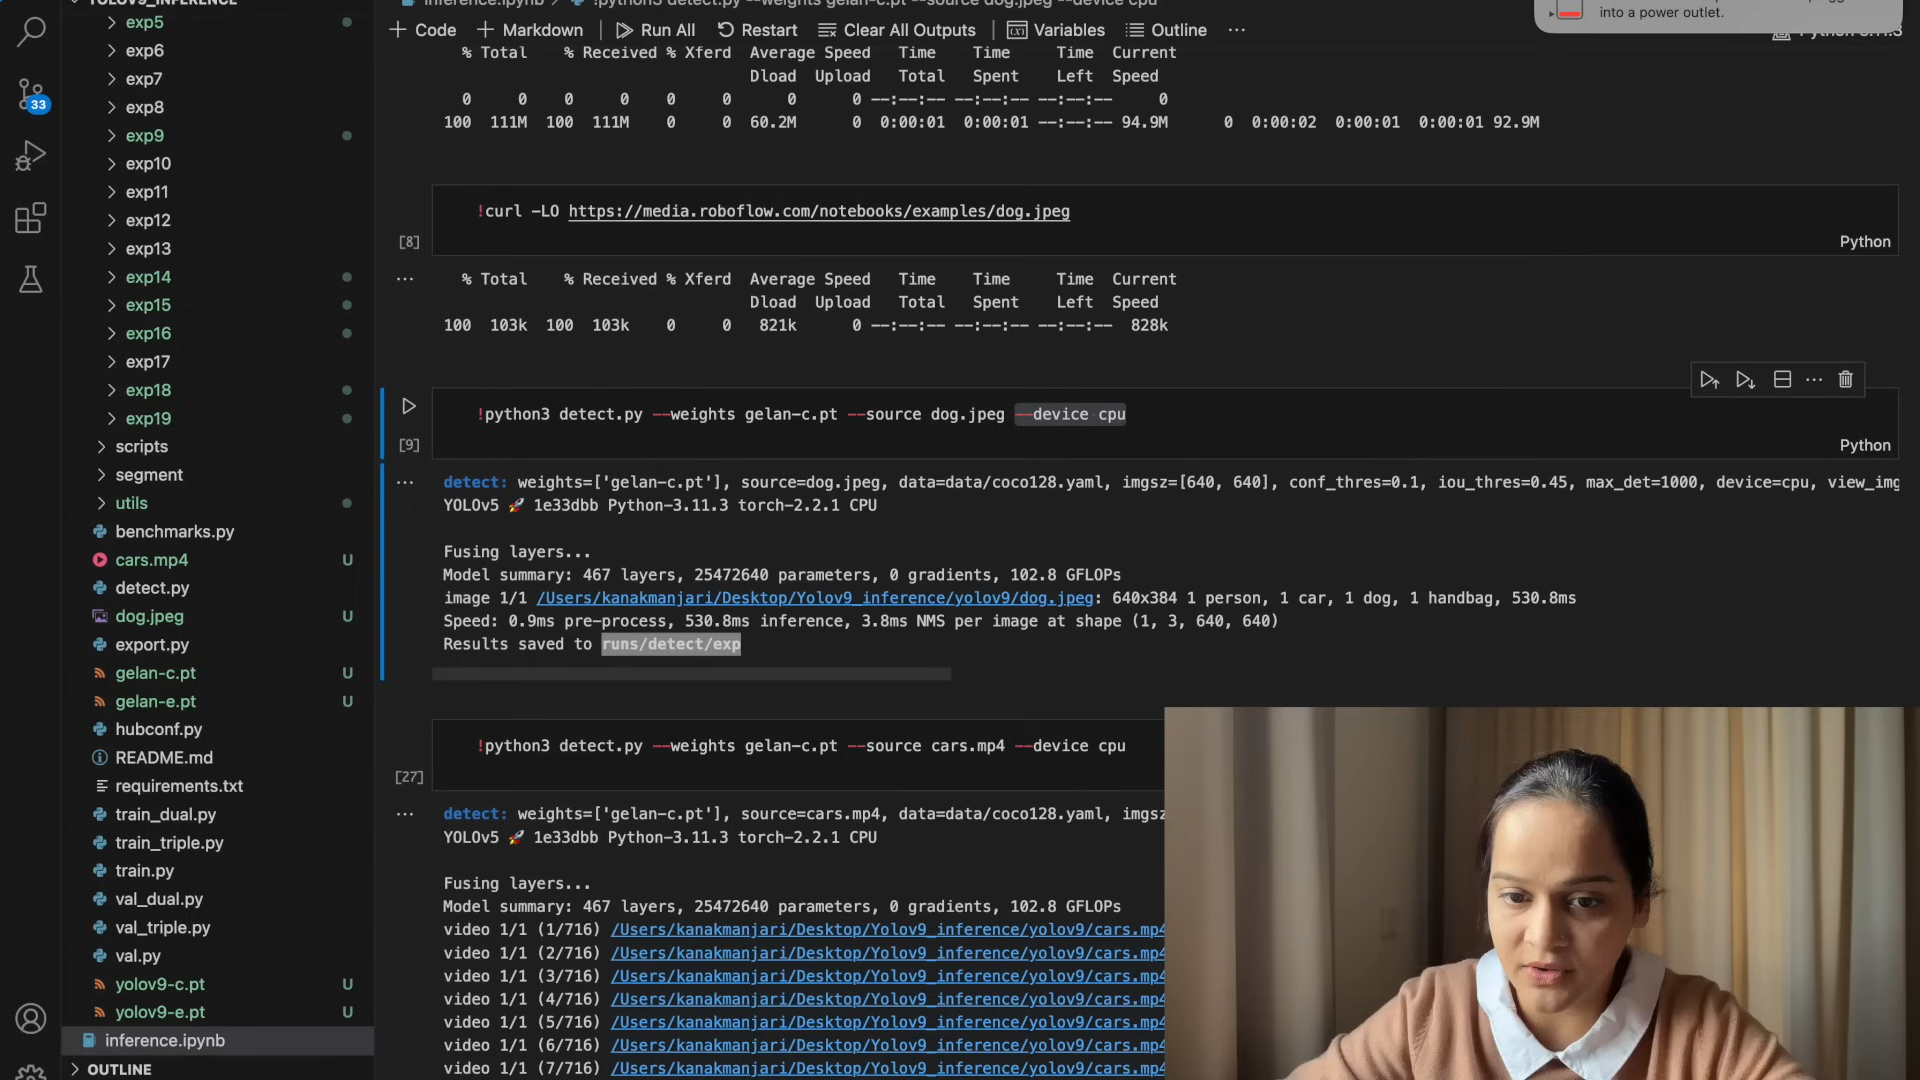 YOLOV9_INFERENCE
exp5
exp6
exp7
exp8
exp9
exp10
exp11
exp12
exp13
exp14
exp15
exp16
exp17
exp18
exp19
scripts
segment
utils
benchmarks.py
cars.mp4 U
detect.py
dog.jpeg U
export.py
gelan-c.pt U
gelan-e.pt U
hubconf.py
README.md
requirements.txt
train_dual.py
train_triple.py
train.py
val_dual.py
val_triple.py
val.py
yolov9-c.pt U
yolov9-e.pt U
inference.ipynb
OUTLINE
33
inference.ipynb > !python3 detect.py --weights gelan-c.pt --source dog.jpeg --device cpu
+ Code + Markdown Run All Restart Clear All Outputs Variables Outline ...
into a power outlet.
% Total % Received % Xferd Average Speed Time Time Time Current
Dload Upload Total Spent Left Speed
0 0 0 0 0 0 0 0 --:--:-- --:--:-- --:--:-- 0
100 111M 100 111M 0 0 60.2M 0 0:00:01 0:00:01 --:--:-- 94.9M 0 0:00:02 0:00:01 0:00:01 92.9M
!curl -LO https://media.roboflow.com/notebooks/examples/dog.jpeg
[8] Python
... % Total % Received % Xferd Average Speed Time Time Time Current
Dload Upload Total Spent Left Speed
100 103k 100 103k 0 0 821k 0 --:--:-- --:--:-- --:--:-- 828k
!python3 detect.py --weights gelan-c.pt --source dog.jpeg --device cpu
[9] Python
... detect: weights=['gelan-c.pt'], source=dog.jpeg, data=data/coco128.yaml, imgsz=[640, 640], conf_thres=0.1, iou_thres=0.45, max_det=1000, device=cpu, view_img
YOLOv5 🚀 1e33dbb Python-3.11.3 torch-2.2.1 CPU
Fusing layers...
Model summary: 467 layers, 25472640 parameters, 0 gradients, 102.8 GFLOPs
image 1/1 /Users/kanakmanjari/Desktop/Yolov9_inference/yolov9/dog.jpeg: 640x384 1 person, 1 car, 1 dog, 1 handbag, 530.8ms
Speed: 0.9ms pre-process, 530.8ms inference, 3.8ms NMS per image at shape (1, 3, 640, 640)
Results saved to runs/detect/exp
!python3 detect.py --weights gelan-c.pt --source cars.mp4 --device cpu
[27]
... detect: weights=['gelan-c.pt'], source=cars.mp4, data=data/coco128.yaml, imgsz
YOLOv5 🚀 1e33dbb Python-3.11.3 torch-2.2.1 CPU
Fusing layers...
Model summary: 467 layers, 25472640 parameters, 0 gradients, 102.8 GFLOPs
video 1/1 (1/716) /Users/kanakmanjari/Desktop/Yolov9_inference/yolov9/cars.mp4
video 1/1 (2/716) /Users/kanakmanjari/Desktop/Yolov9_inference/yolov9/cars.mp4
video 1/1 (3/716) /Users/kanakmanjari/Desktop/Yolov9_inference/yolov9/cars.mp4
video 1/1 (4/716) /Users/kanakmanjari/Desktop/Yolov9_inference/yolov9/cars.mp4
video 1/1 (5/716) /Users/kanakmanjari/Desktop/Yolov9_inference/yolov9/cars.mp4
video 1/1 (6/716) /Users/kanakmanjari/Desktop/Yolov9_inference/yolov9/cars.mp4
video 1/1 (7/716) /Users/kanakmanjari/Desktop/Yolov9_inference/yolov9/cars.mp4